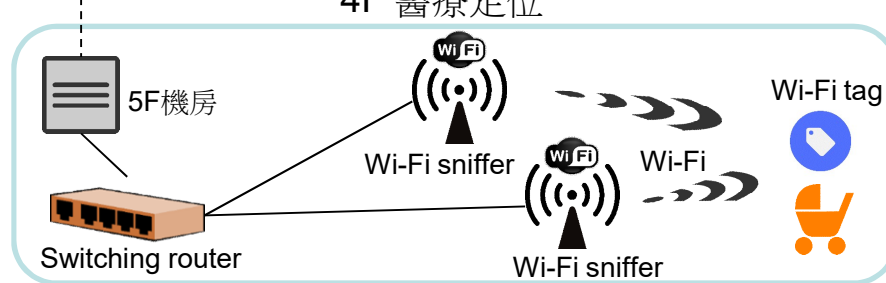 4F 醫療定位
Wi Fi
5F機房
Wi-Fi tag
Wi-Fi sniffer
Wi Fi
Wi-Fi
Switching router
Wi-Fi sniffer